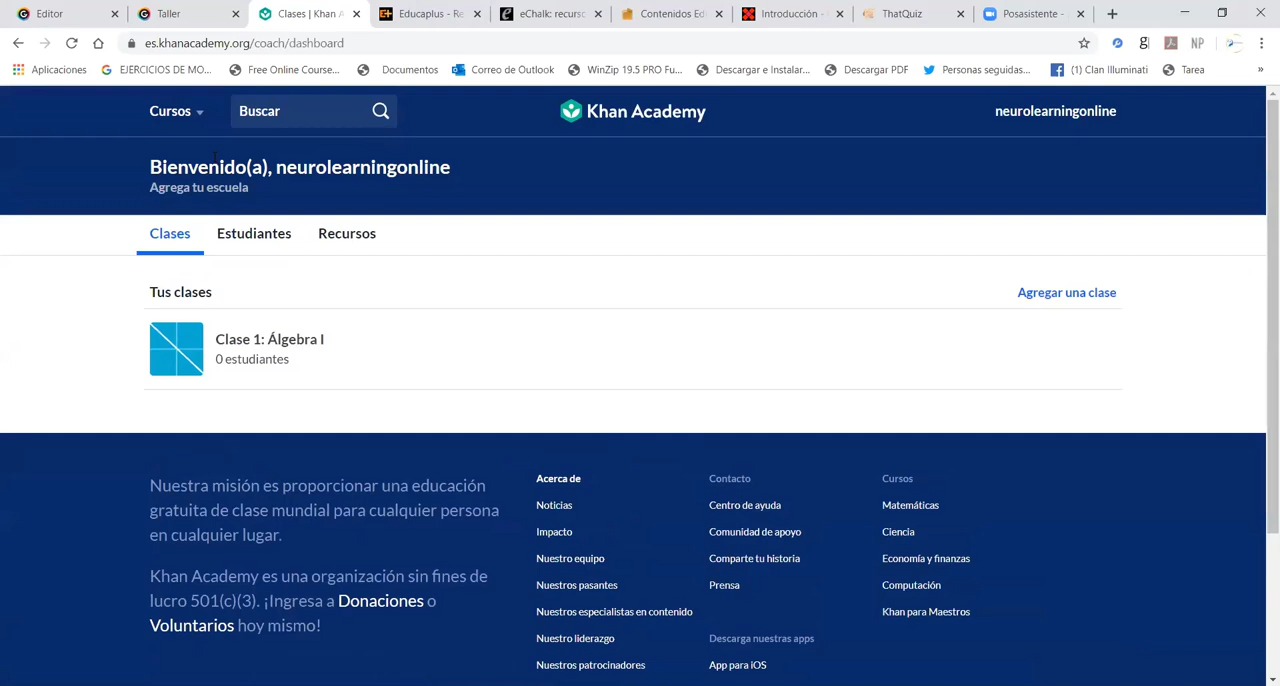 Editor
Taller
Clases | Khan A
Educaplus - Re
eChalk: recurso
Contenidos Ed
Introducción -
ThatQuiz
Posasistente -
es.khanacademy.org/coach/dashboard
Aplicaciones
EJERCICIOS DE MO...
Free Online Course...
Documentos
Correo de Outlook
WinZip 19.5 PRO Fu...
Descargar e Instalar...
Descargar PDF
Personas seguidas...
(1) Clan Illuminati
Tarea
»
Cursos
Buscar
Khan Academy
neurolearningonline
Bienvenido(a), neurolearningonline
Agrega tu escuela
Clases
Estudiantes
Recursos
Tus clases
Agregar una clase
Clase 1: Álgebra I
0 estudiantes
Nuestra misión es proporcionar una educación
gratuita de clase mundial para cualquier persona
en cualquier lugar.
Khan Academy es una organización sin fines de
lucro 501(c)(3). ¡Ingresa a Donaciones o
Voluntarios hoy mismo!
Acerca de
Noticias
Impacto
Nuestro equipo
Nuestros pasantes
Nuestros especialistas en contenido
Nuestro liderazgo
Nuestros patrocinadores
Contacto
Centro de ayuda
Comunidad de apoyo
Comparte tu historia
Prensa
Descarga nuestras apps
App para iOS
Cursos
Matemáticas
Ciencia
Economía y finanzas
Computación
Khan para Maestros